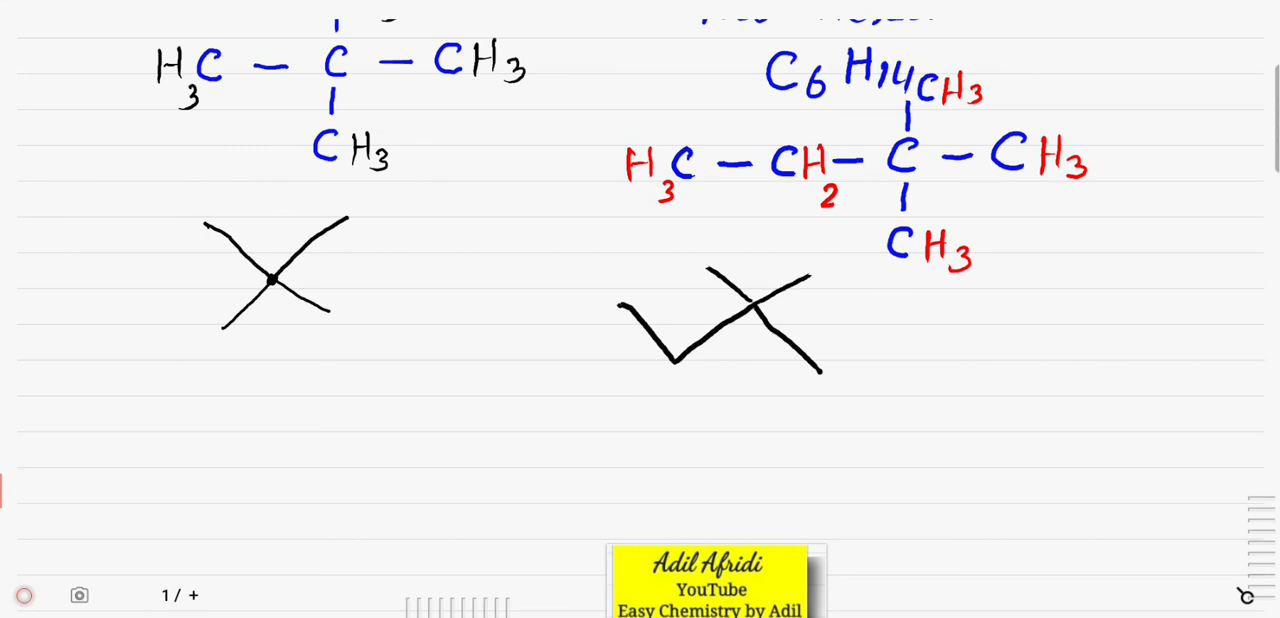 H3C – C – CH3
CH3
C6H14
CH3
H3C – CH2 – C – CH3
CH3
1 / +
Adil Afridi
YouTube
Easy Chemistry by Adil